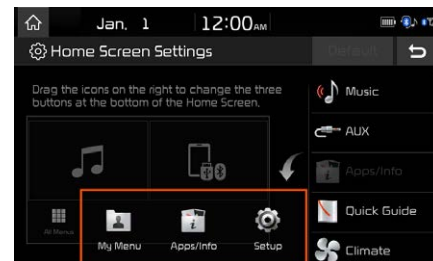 Jan. 1 12:00 AM
Home Screen Settings
Default
Drag the icons on the right to change the three
buttons at the bottom of the Home Screen.
Music
AUX
Apps/Info
Quick Guide
Climate
All Menus
My Menu
Apps/Info
Setup